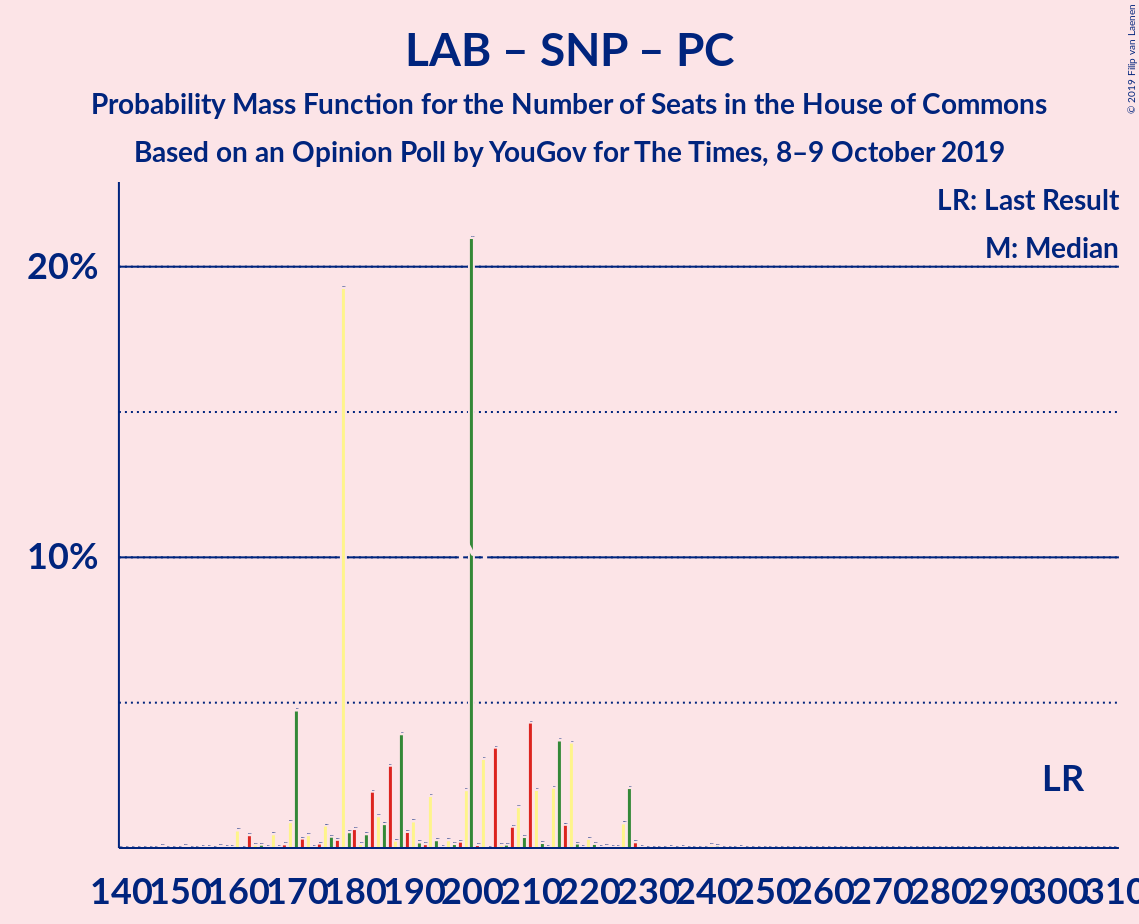 LAB – SNP – PC
Probability Mass Function for the Number of Seats in the House of Commons
Based on an Opinion Poll by YouGov for The Times, 8–9 October 2019
© 2019 Filip van Laenen
LR: Last Result
M: Median
20%
10%
LR
140 150 160 170 180 190 200 210 220 230 240 250 260 270 280 290 300 310